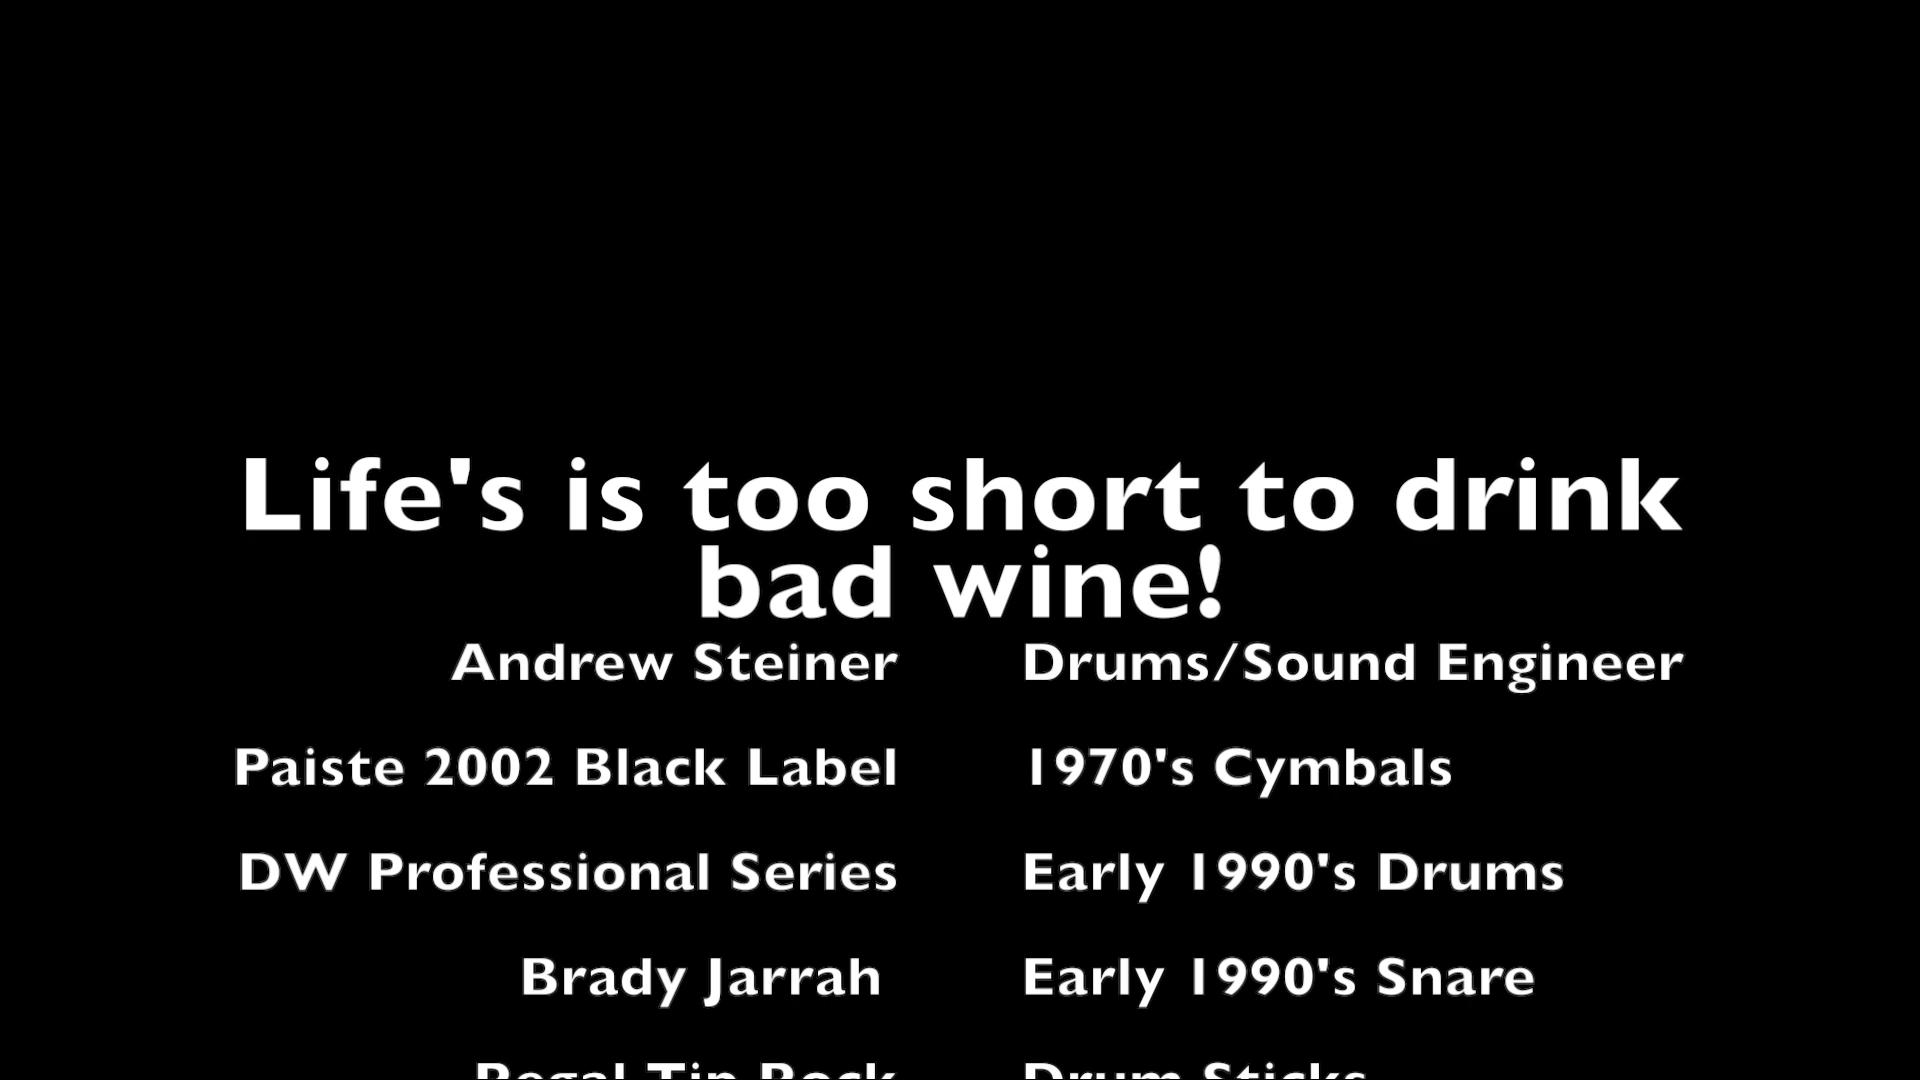 Life's is too short to drink
bad wine!
Andrew Steiner Drums/Sound Engineer
Paiste 2002 Black Label 1970's Cymbals
DW Professional Series Early 1990's Drums
Brady Jarrah Early 1990's Snare
Regal Tip Rock Drum Sticks